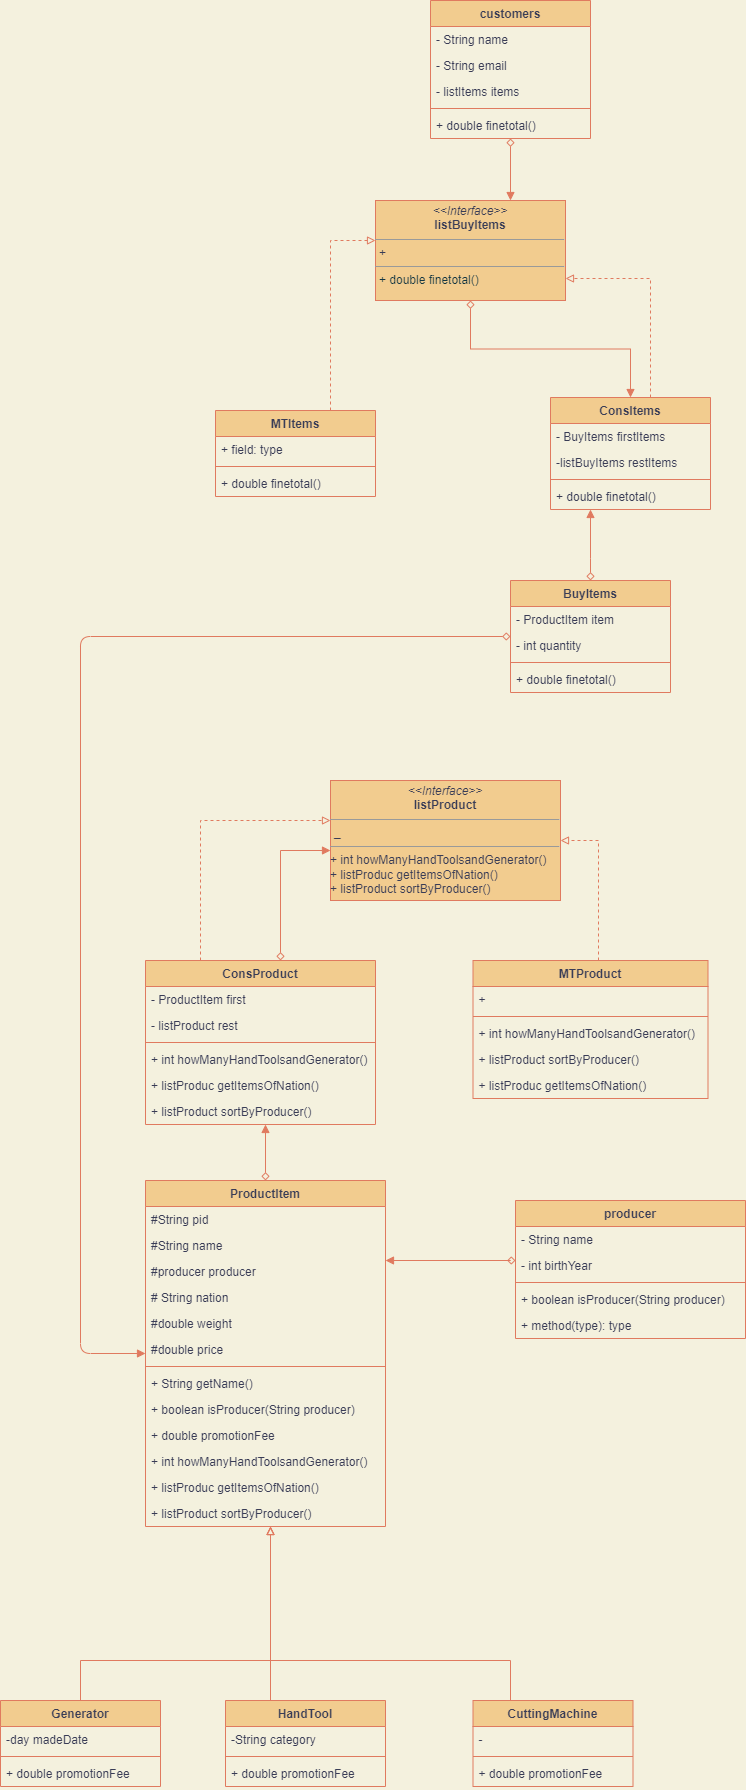 customers
- String name
- String email
- listItems items
+ double finetotal()
<<Interface>>
listBuyItems
+
+ double finetotal()
MTItems
+ field: type
+ double finetotal()
ConsItems
- BuyItems firstItems
-listBuyItems restItems
+ double finetotal()
BuyItems
- ProductItem item
- int quantity
+ double finetotal()
<<Interface>>
listProduct
_
+ int howManyHandToolsandGenerator()
+ listProduc getItemsOfNation()
+ listProduct sortByProducer()
ConsProduct
- ProductItem first
- listProduct rest
+ int howManyHandToolsandGenerator()
+ listProduc getItemsOfNation()
+ listProduct sortByProducer()
MTProduct
+
+ int howManyHandToolsandGenerator()
+ listProduct sortByProducer()
+ listProduc getItemsOfNation()
ProductItem
#String pid
#String name
#producer producer
# String nation
#double weight
#double price
+ String getName()
+ boolean isProducer(String producer)
+ double promotionFee
+ int howManyHandToolsandGenerator()
+ listProduc getItemsOfNation()
+ listProduct sortByProducer()
producer
- String name
- int birthYear
+ boolean isProducer(String producer)
+ method(type): type
Generator
-day madeDate
+ double promotionFee
HandTool
-String category
+ double promotionFee
CuttingMachine
-
+ double promotionFee